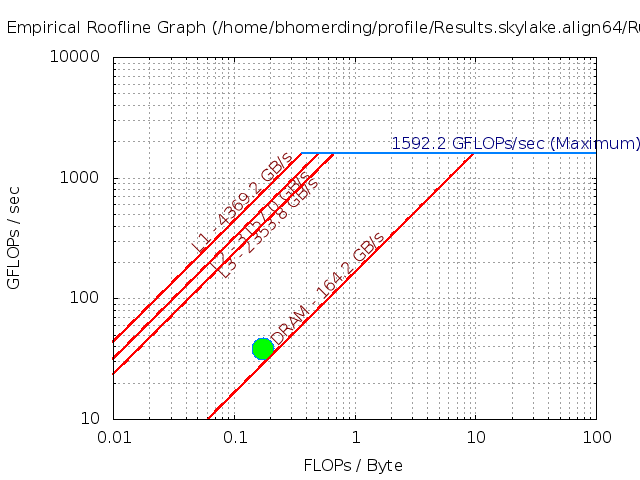 Empirical Roofline Graph (/home/bhomerding/profile/Results.skylake.align64/R
10000
1000
100
10
GFLOPs / sec
1592.2 GFLOPs/sec (Maximum)
L1 - 4369.2 GB/s
L3 - 2353.8 GB/s
DRAM - 164.2 GB/s
0.01
0.1
1
10
100
FLOPs / Byte